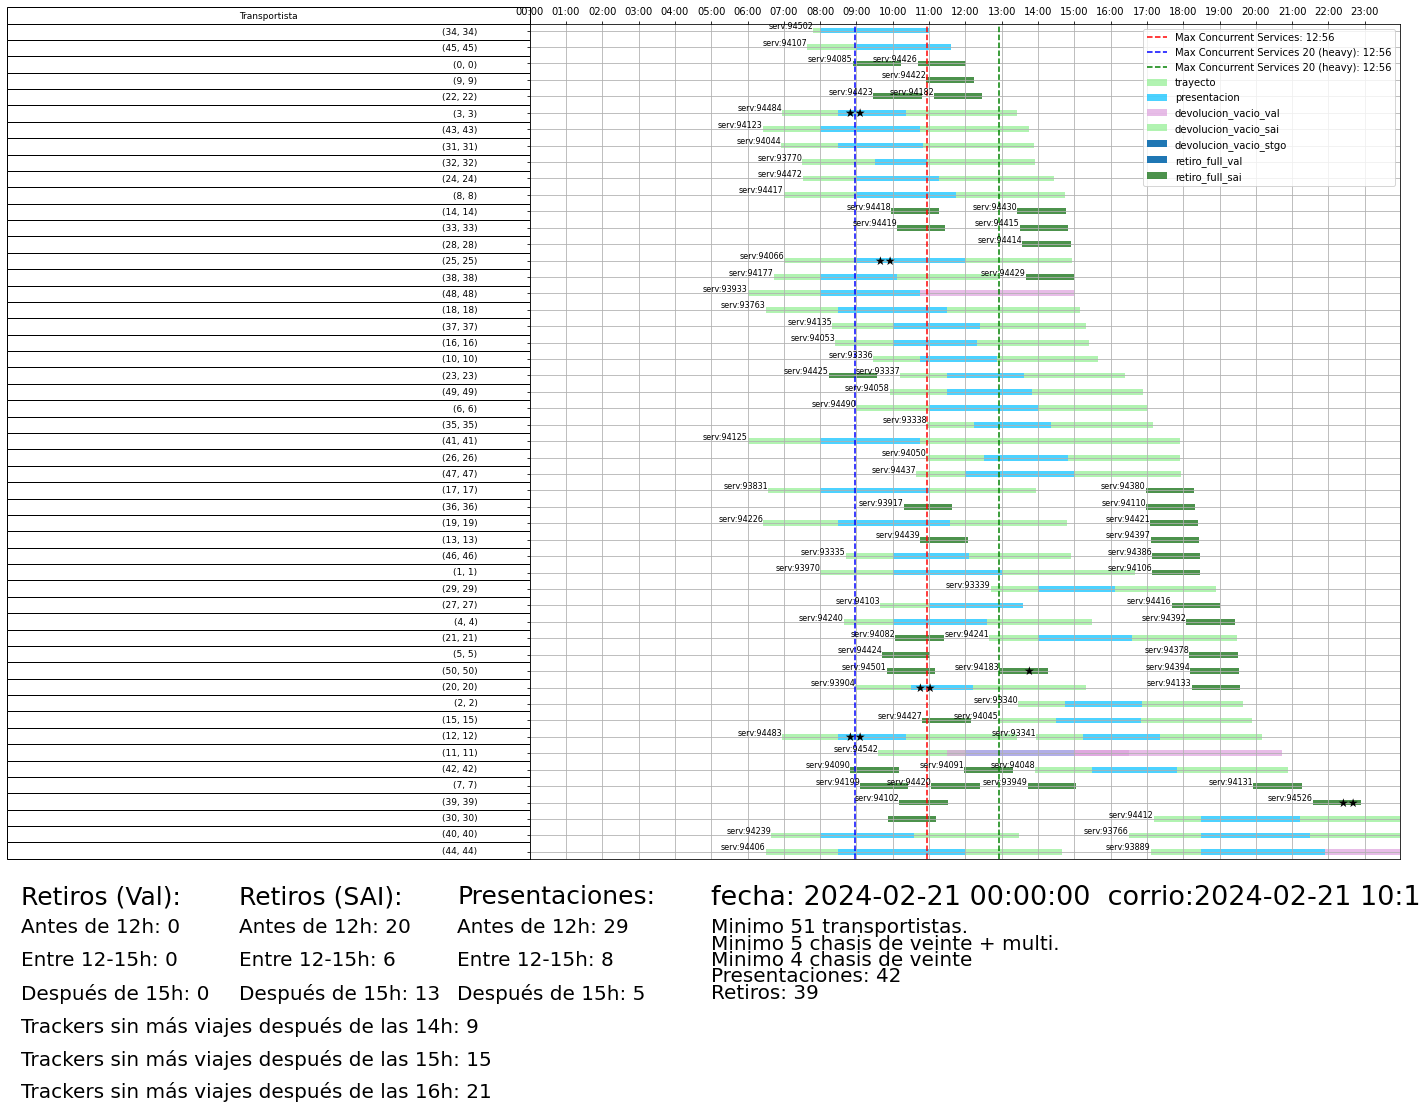 Transportista
00:00 01:00 02:00 03:00 04:00 05:00 06:00 07:00 08:00 09:00 10:00 11:00 12:00 13:00 14:00 15:00 16:00 17:00 18:00 19:00 20:00 21:00 22:00 23:00
Max Concurrent Services: 12:56
Max Concurrent Services 20 (heavy): 12:56
Max Concurrent Services 20 (heavy): 12:56
trayecto
presentacion
devolucion_vacio_val
devolucion_vacio_sai
devolucion_vacio_stgo
retiro_full_val
retiro_full_sai
(34, 34) serv:94502
(45, 45) serv:94107
(0, 0) serv:94085 serv:94426
(9, 9) serv:94422
(22, 22) serv:94423 serv:94182
(3, 3) serv:94484
(43, 43) serv:94123
(31, 31) serv:94044
(32, 32) serv:93770
(24, 24) serv:94472
(8, 8) serv:94417
(14, 14) serv:94418 serv:94430
(33, 33) serv:94419 serv:94415
(28, 28) serv:94414
(25, 25) serv:94066
(38, 38) serv:94177 serv:94429
(48, 48) serv:93933
(18, 18) serv:93763
(37, 37) serv:94135
(16, 16) serv:94053
(10, 10) serv:93336
(23, 23) serv:94425 serv:93337
(49, 49) serv:94058
(6, 6) serv:94490
(35, 35) serv:93338
(41, 41) serv:94125
(26, 26) serv:94050
(47, 47) serv:94437
(17, 17) serv:93831 serv:94380
(36, 36) serv:93917 serv:94110
(19, 19) serv:94226 serv:94421
(13, 13) serv:94439 serv:94397
(46, 46) serv:93335 serv:94386
(1, 1) serv:93970 serv:94106
(29, 29) serv:93339
(27, 27) serv:94103 serv:94416
(4, 4) serv:94240 serv:94392
(21, 21) serv:94082 serv:94241
(5, 5) serv:94424 serv:94378
(50, 50) serv:94501 serv:94183 serv:94394
(20, 20) serv:93904 serv:94133
(2, 2) serv:93340
(15, 15) serv:94427 serv:94045
(12, 12) serv:94483 serv:93341
(11, 11) serv:94542
(42, 42) serv:94090 serv:94091 serv:94048
(7, 7) serv:94199 serv:94420 serv:93949 serv:94131
(39, 39) serv:94102 serv:94526
(30, 30) serv:94412
(40, 40) serv:94239 serv:93766
(44, 44) serv:94406 serv:93889
Retiros (Val): Retiros (SAI): Presentaciones: fecha: 2024-02-21 00:00:00 corrio:2024-02-21 10:1
Antes de 12h: 0 Antes de 12h: 20 Antes de 12h: 29 Minimo 51 transportistas.
Minimo 5 chasis de veinte + multi.
Entre 12-15h: 0 Entre 12-15h: 6 Entre 12-15h: 8 Minimo 4 chasis de veinte
Presentaciones: 42
Después de 15h: 0 Después de 15h: 13 Después de 15h: 5 Retiros: 39
Trackers sin más viajes después de las 14h: 9
Trackers sin más viajes después de las 15h: 15
Trackers sin más viajes después de las 16h: 21